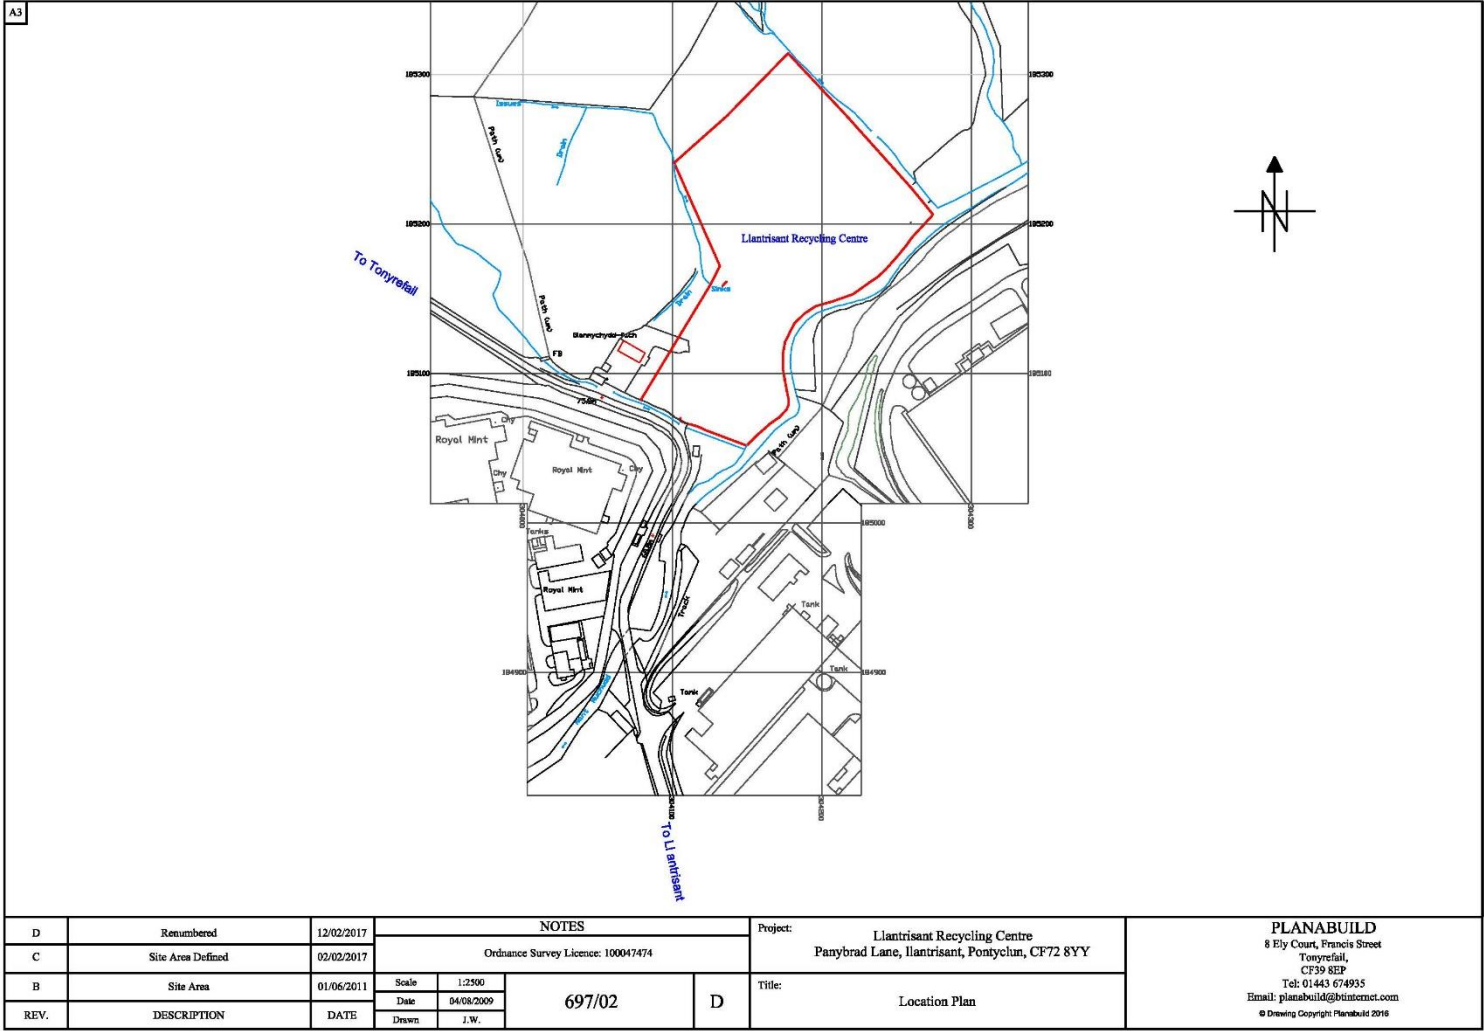 A3
185300
185300
Issues
Path (um)
Drain
185200
185200
Llantrisant Recycling Centre
To Tonyrefail
Sinks
Drain
Path (um)
FB
185100
185100
Royal Mint
Chy
Royal Mint
Chy
Chy
Path (um)
Tanks
185000
Royal Mint
Track
Tank
184900
184900
Tank
Tank
304100
304200
To Ll antrisant
D Renumbered 12/02/2017
C Site Area Defined 02/02/2017
B Site Area 01/06/2011
REV. DESCRIPTION DATE
NOTES
Ordnance Survey Licence: 100047474
Scale 1:2500
Date 04/08/2009
Drawn J.W.
697/02
D
Project:
Llantrisant Recycling Centre
Panybrad Lane, llantrisant, Pontyclun, CF72 8YY
Title:
Location Plan
PLANABUILD
8 Ely Court, Francis Street
Tonyrefail,
CF39 8EP
Tel: 01443 674935
Email: planabuild@btinternet.com
© Drawing Copyright Planabuild 2016